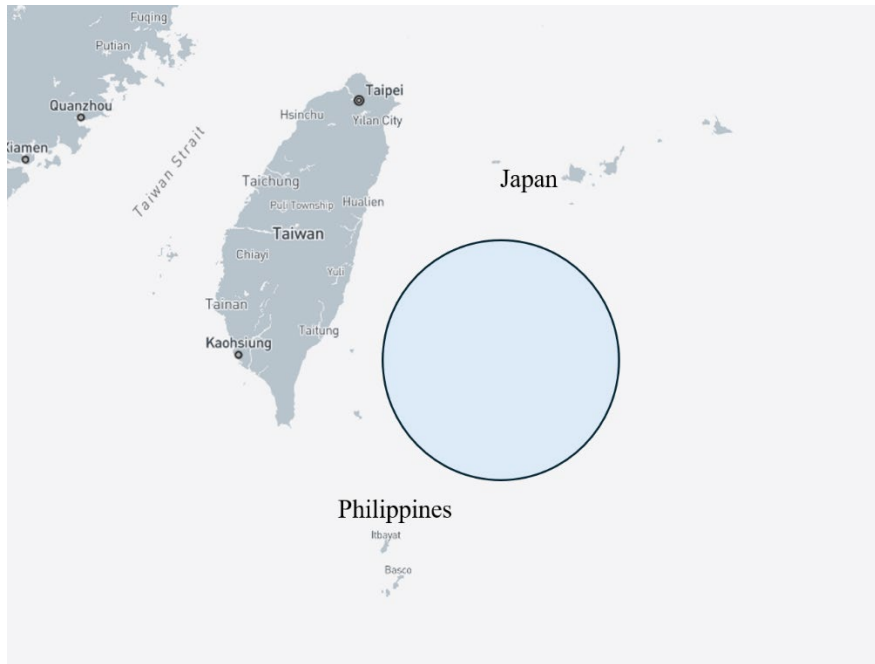 Fuqing
Putian
Quanzhou
Xiamen
Taiwan Strait
Taipei
Hsinchu
Yilan City
Taichung
Puli Township
Hualien
Taiwan
Chiayi
Yuli
Tainan
Taitung
Kaohsiung
Japan
Philippines
Itbayat
Basco